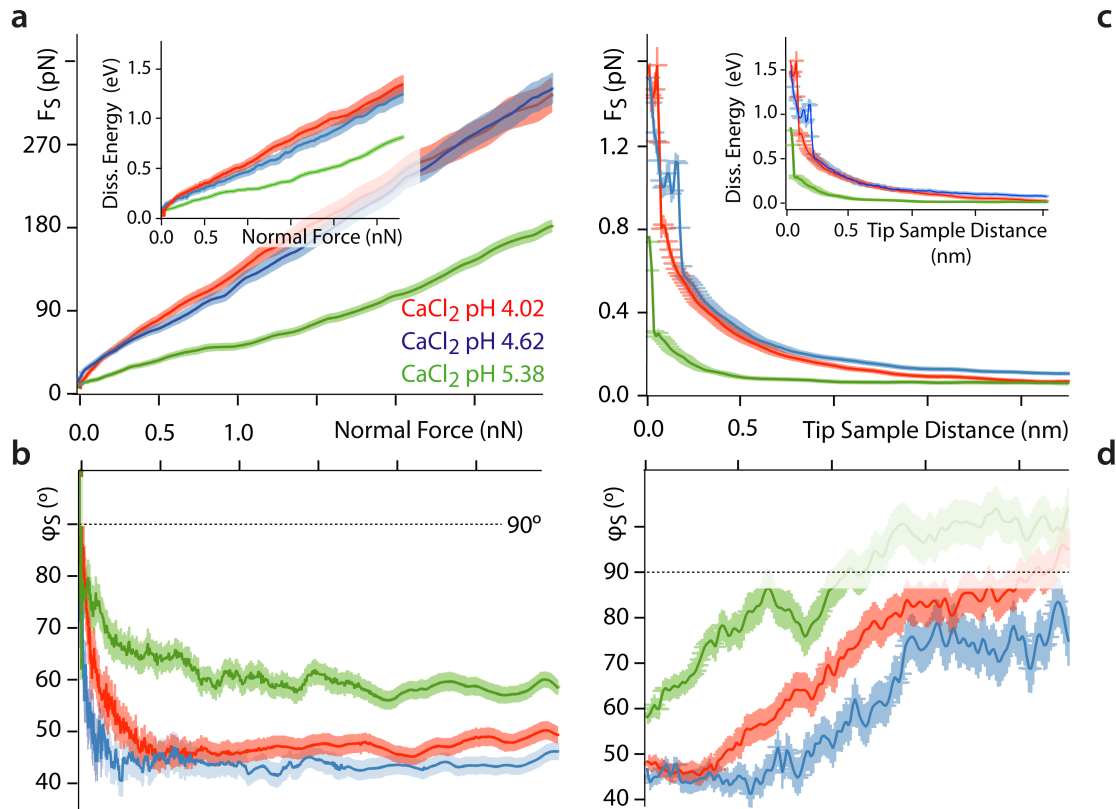 a
Fs (pN)
270
180
90
0
Diss. Energy (eV)
1.5
1.0
0.5
0.0
0.0
0.5
Normal Force (nN)
CaCl2 pH 4.02
CaCl2 pH 4.62
CaCl2 pH 5.38
0.0
0.5
1.0
Normal Force (nN)
c
Fs (pN)
1.2
0.8
0.4
0.0
Diss. Energy (eV)
1.5
1.0
0.5
0.0
0.0
0.5
Tip Sample Distance
(nm)
0.0
0.5
Tip Sample Distance (nm)
b
φs (º)
90º
80
70
60
50
40
d
φs (º)
90
80
70
60
50
40